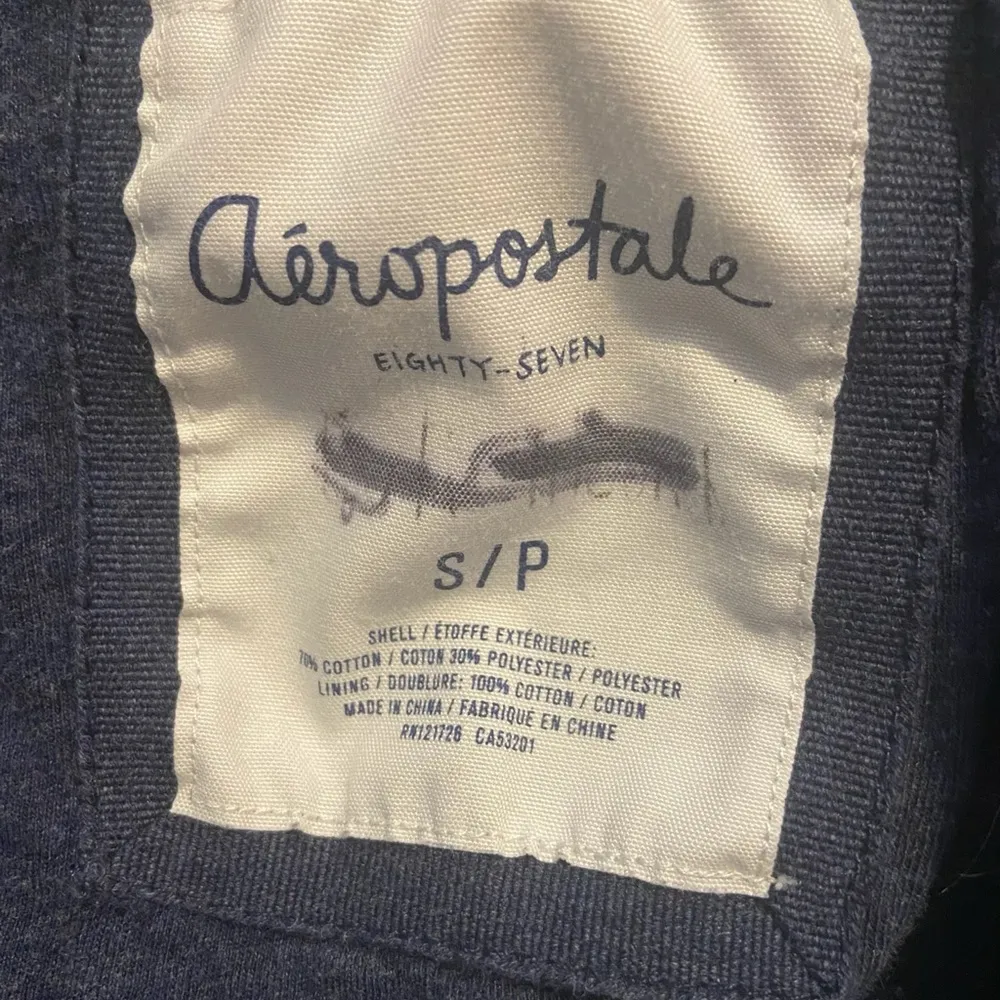 aéropostale
EIGHTY-SEVEN
S/P
SHELL / ÉTOFFE EXTÉRIEURE:
70% COTTON / COTON 30% POLYESTER / POLYESTER
LINING / DOUBLURE: 100% COTTON / COTON
MADE IN CHINA / FABRIQUE EN CHINE
RN121726 CA53201